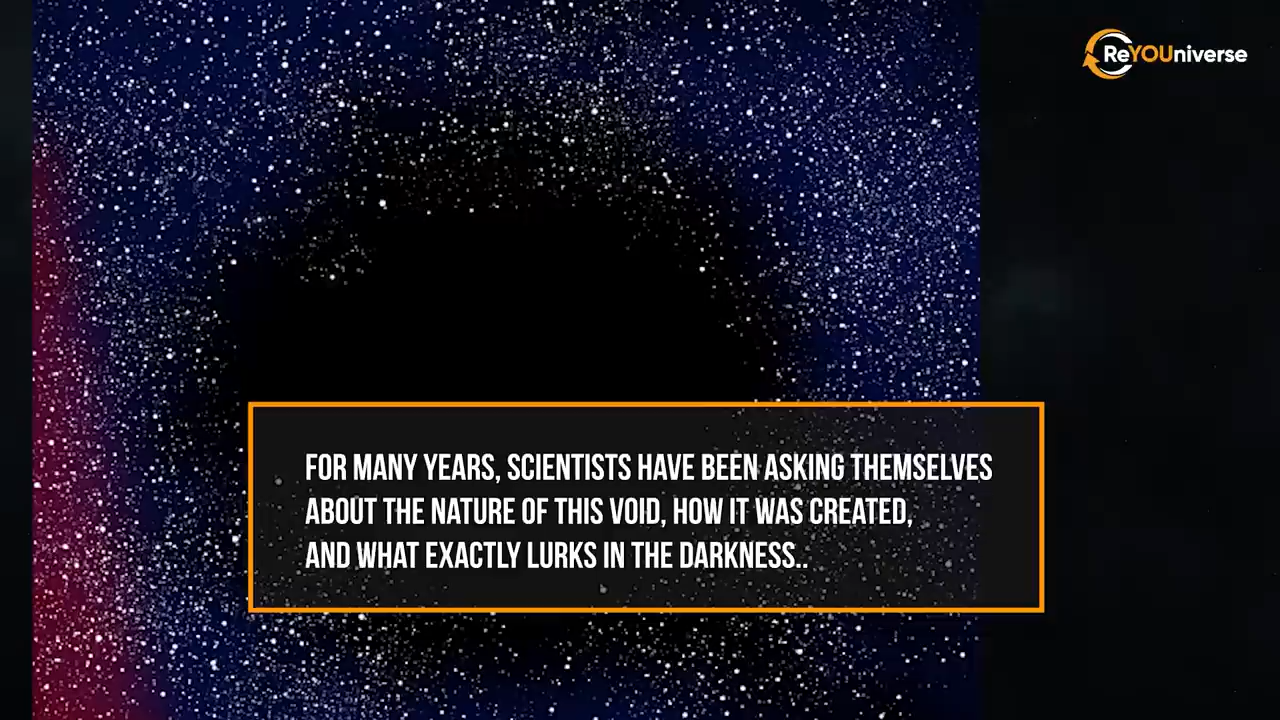 ReYOUniverse
FOR MANY YEARS, SCIENTISTS HAVE BEEN ASKING THEMSELVES
ABOUT THE NATURE OF THIS VOID, HOW IT WAS CREATED,
AND WHAT EXACTLY LURKS IN THE DARKNESS..